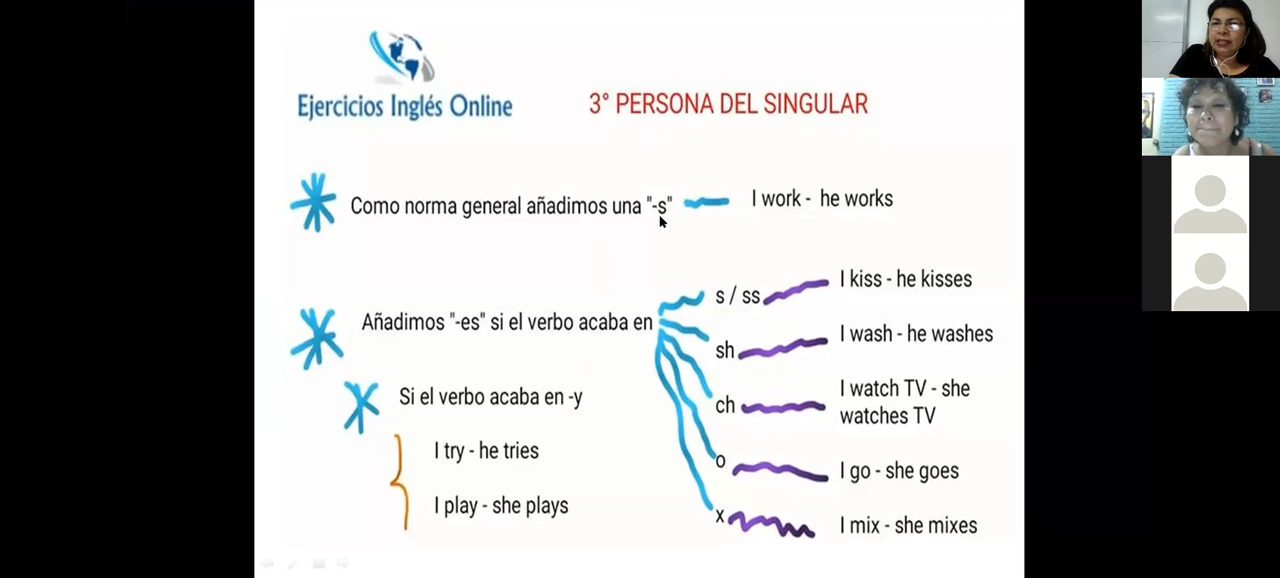 Ejercicios Inglés Online
3° PERSONA DEL SINGULAR
Como norma general añadimos una "-s"
I work - he works
Añadimos "-es" si el verbo acaba en
s / ss
I kiss - he kisses
sh
I wash - he washes
ch
I watch TV - she
watches TV
o
I go - she goes
x
I mix - she mixes
Si el verbo acaba en -y
I try - he tries
I play - she plays